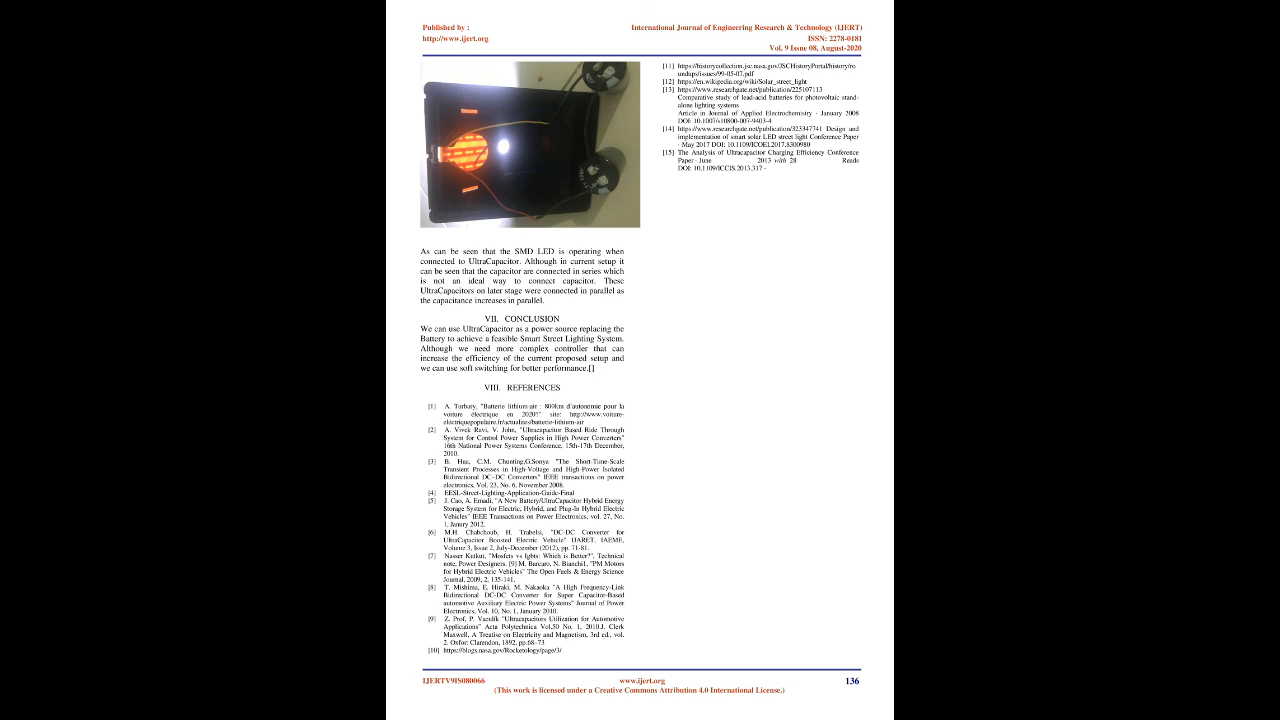 Published by :
http://www.ijert.org
International Journal of Engineering Research & Technology (IJERT)
ISSN: 2278-0181
Vol. 9 Issue 08, August-2020
As can be seen that the SMD LED is operating when
connected to UltraCapacitor. Although in current setup it
can be seen that the capacitor are connected in series which
is not an ideal way to connect capacitor. These
UltraCapacitors on later stage were connected in parallel as
the capacitance increases in parallel.
VII. CONCLUSION
We can use UltraCapacitor as a power source replacing the
Battery to achieve a feasible Smart Street Lighting System.
Although we need more complex controller that can
increase the efficiency of the current proposed setup and
we can use soft switching for better performance.[]
VIII. REFERENCES
[1] A. Turbary, "Batterie lithium-air : 800km d'autonomie pour la
voiture électrique en 2020?" site: http://www.voiture-
electriquepopulaire.fr/actualites/batterie-lithium-air
[2] A. Vivek Ravi, V. John, "Ultracapacitor Based Ride Through
System for Control Power Supplies in High Power Converters"
16th National Power Systems Conference, 15th-17th December,
2010.
[3] B. Hua, C.M. Chunting,G.Sonya "The Short-Time-Scale
Transient Processes in High-Voltage and High-Power Isolated
Bidirectional DC–DC Converters" IEEE transactions on power
electronics, Vol. 23, No. 6, November 2008.
[4] EESL-Street-Lighting-Application-Guide-Final
[5] J. Cao, A. Emadi, "A New Battery/UltraCapacitor Hybrid Energy
Storage System for Electric, Hybrid, and Plug-In Hybrid Electric
Vehicles" IEEE Transactions on Power Electronics, vol. 27, No.
1, Janury 2012.
[6] M.H. Chabchoub, H. Trabelsi, "DC-DC Converter for
UltraCapacitor Boosted Electric Vehicle" IJARET, IAEME,
Volume 3, Issue 2, July-December (2012), pp. 71-81.
[7] Nasser Kutkut, "Mosfets vs Igbts: Which is Better?", Technical
note, Power Designers. [9] M. Barcaro, N. Bianchi1, "PM Motors
for Hybrid Electric Vehicles" The Open Fuels & Energy Science
Journal, 2009, 2, 135-141.
[8] T. Mishima, E. Hiraki, M. Nakaoka "A High Frequency-Link
Bidirectional DC-DC Converter for Super Capacitor-Based
automotive Auxiliary Electric Power Systems" Journal of Power
Electronics, Vol. 10, No. 1, January 2010.
[9] Z. Prof, P. Vaculík "Ultracapacitors Utilization for Automotive
Applications" Acta Polytechnica Vol.50 No. 1, 2010.J. Clerk
Maxwell, A Treatise on Electricity and Magnetism, 3rd ed., vol.
2. Oxfor: Clarendon, 1892, pp.68–73
[10] https://blogs.nasa.gov/Rocketology/page/3/
[11] https://historycollection.jsc.nasa.gov/JSCHistoryPortal/history/ro
undups/issues/99-05-07.pdf
[12] https://en.wikipedia.org/wiki/Solar_street_light
[13] https://www.researchgate.net/publication/225107113
Comparative study of lead-acid batteries for photovoltaic stand-
alone lighting systems
Article in Journal of Applied Electrochemistry · January 2008
DOI: 10.1007/s10800-007-9403-4
[14] https://www.researchgate.net/publication/323347741 Design and
implementation of smart solar LED street light Conference Paper
· May 2017 DOI: 10.1109/ICOEI.2017.8300980
[15] The Analysis of Ultracapacitor Charging Efficiency Conference
Paper · June 2013 with 28 Reads
DOI: 10.1109/ICCIS.2013.317 ·
IJERTV9IS080066
www.ijert.org
(This work is licensed under a Creative Commons Attribution 4.0 International License.)
136